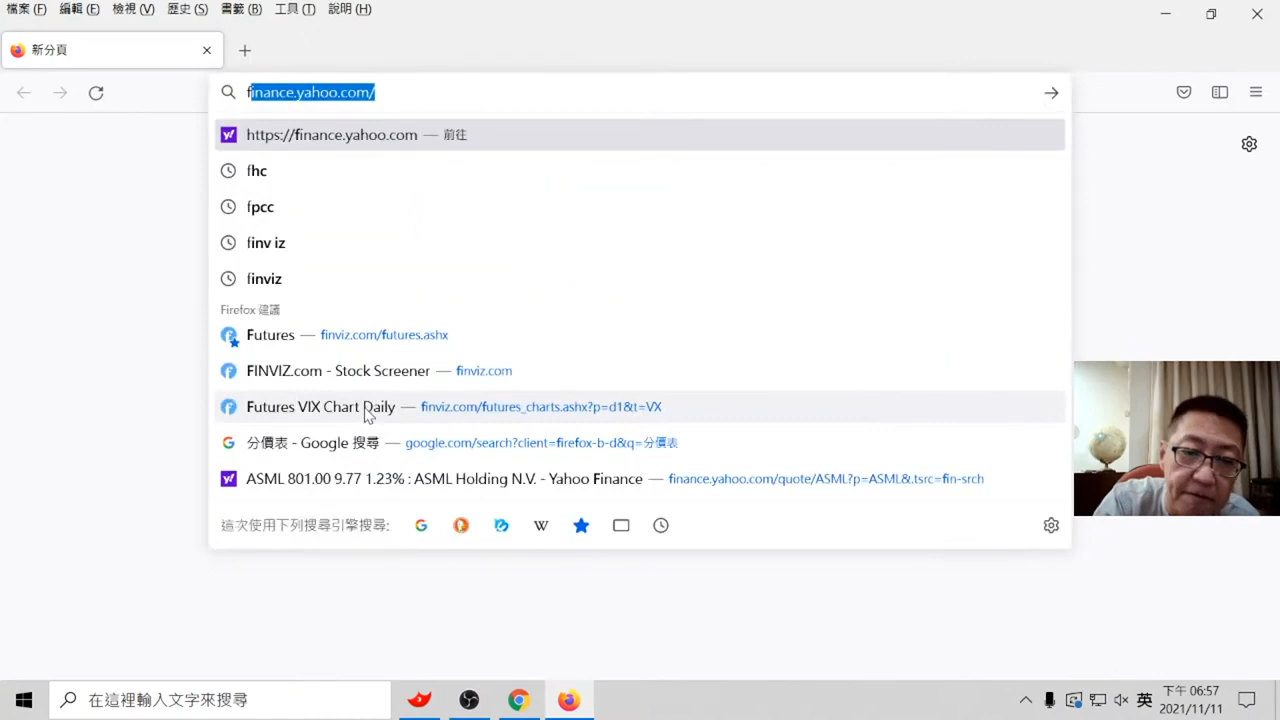 檔案 (F) 編輯 (E) 檢視 (V) 歷史 (S) 書籤 (B) 工具 (T) 說明 (H)
新分頁
finance.yahoo.com/
https://finance.yahoo.com — 前往
fhc
fpcc
finv iz
finviz
Firefox 建議
Futures — finviz.com/futures.ashx
FINVIZ.com - Stock Screener — finviz.com
Futures VIX Chart Daily — finviz.com/futures_charts.ashx?p=d1&t=VX
分價表 - Google 搜尋 — google.com/search?client=firefox-b-d&q=分價表
ASML 801.00 9.77 1.23% : ASML Holding N.V. - Yahoo Finance — finance.yahoo.com/quote/ASML?p=ASML&.tsrc=fin-srch
這次使用下列搜尋引擎搜尋:
在這裡輸入文字來搜尋
英
下午 06:57
2021/11/11